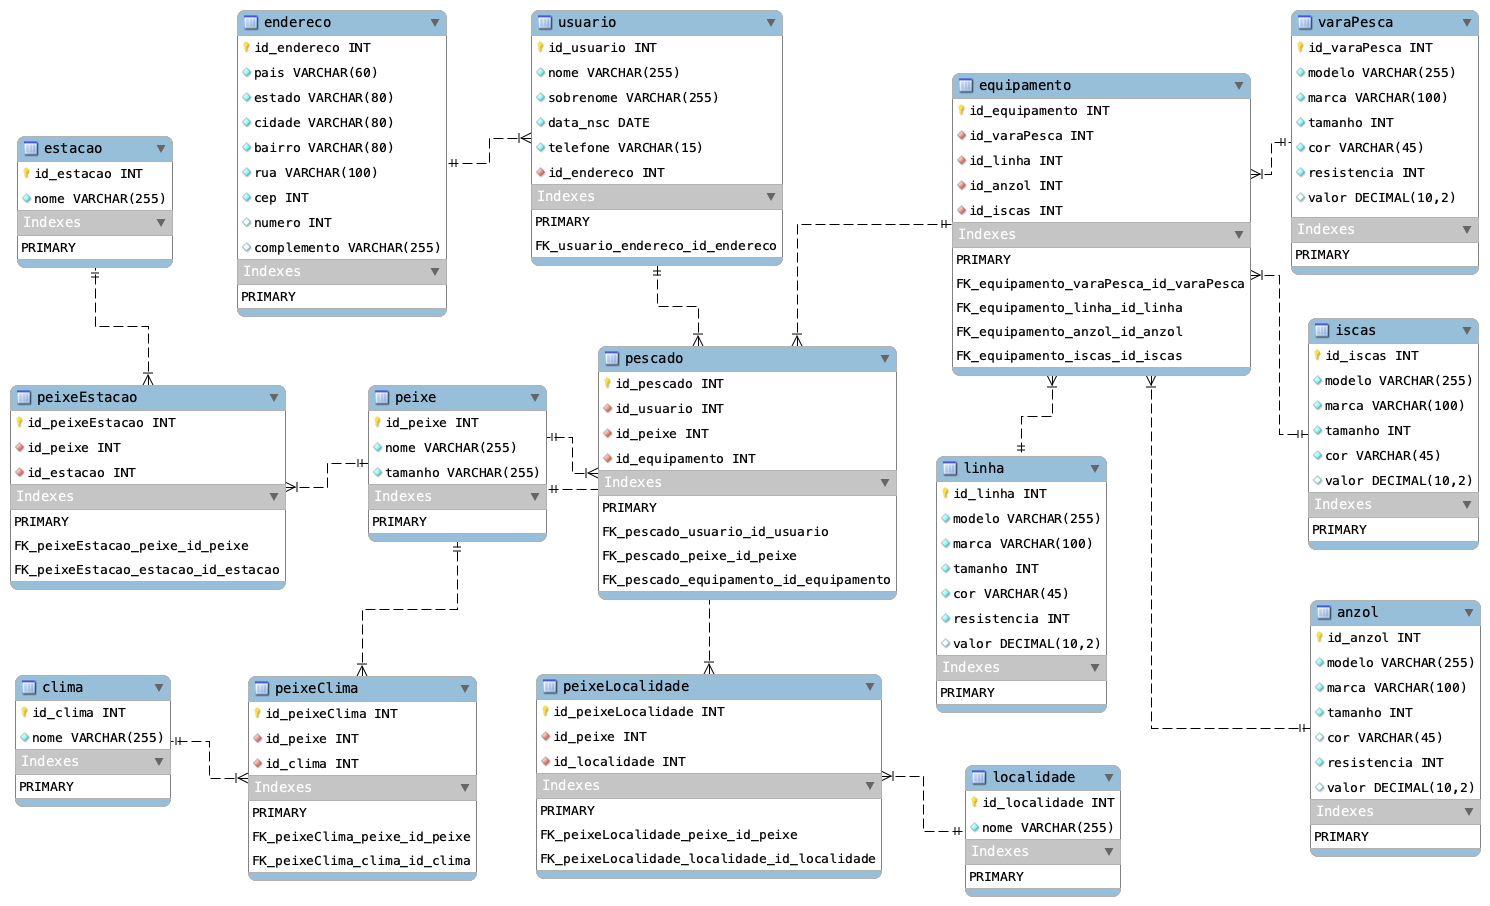 endereco
id_endereco INT
pais VARCHAR(60)
estado VARCHAR(80)
cidade VARCHAR(80)
bairro VARCHAR(80)
rua VARCHAR(100)
cep INT
numero INT
complemento VARCHAR(255)
Indexes
PRIMARY
usuario
id_usuario INT
nome VARCHAR(255)
sobrenome VARCHAR(255)
data_nsc DATE
telefone VARCHAR(15)
id_endereco INT
Indexes
PRIMARY
FK_usuario_endereco_id_endereco
equipamento
id_equipamento INT
id_varaPesca INT
id_linha INT
id_anzol INT
id_iscas INT
Indexes
PRIMARY
FK_equipamento_varaPesca_id_varaPesca
FK_equipamento_linha_id_linha
FK_equipamento_anzol_id_anzol
FK_equipamento_iscas_id_iscas
varaPesca
id_varaPesca INT
modelo VARCHAR(255)
marca VARCHAR(100)
tamanho INT
cor VARCHAR(45)
resistencia INT
valor DECIMAL(10,2)
Indexes
PRIMARY
estacao
id_estacao INT
nome VARCHAR(255)
Indexes
PRIMARY
iscas
id_iscas INT
modelo VARCHAR(255)
marca VARCHAR(100)
tamanho INT
cor VARCHAR(45)
valor DECIMAL(10,2)
Indexes
PRIMARY
peixeEstacao
id_peixeEstacao INT
id_peixe INT
id_estacao INT
Indexes
PRIMARY
FK_peixeEstacao_peixe_id_peixe
FK_peixeEstacao_estacao_id_estacao
peixe
id_peixe INT
nome VARCHAR(255)
tamanho VARCHAR(255)
Indexes
PRIMARY
pescado
id_pescado INT
id_usuario INT
id_peixe INT
id_equipamento INT
Indexes
PRIMARY
FK_pescado_usuario_id_usuario
FK_pescado_peixe_id_peixe
FK_pescado_equipamento_id_equipamento
linha
id_linha INT
modelo VARCHAR(255)
marca VARCHAR(100)
tamanho INT
cor VARCHAR(45)
resistencia INT
valor DECIMAL(10,2)
Indexes
PRIMARY
anzol
id_anzol INT
modelo VARCHAR(255)
marca VARCHAR(100)
tamanho INT
cor VARCHAR(45)
resistencia INT
valor DECIMAL(10,2)
Indexes
PRIMARY
clima
id_clima INT
nome VARCHAR(255)
Indexes
PRIMARY
peixeClima
id_peixeClima INT
id_peixe INT
id_clima INT
Indexes
PRIMARY
FK_peixeClima_peixe_id_peixe
FK_peixeClima_clima_id_clima
peixeLocalidade
id_peixeLocalidade INT
id_peixe INT
id_localidade INT
Indexes
PRIMARY
FK_peixeLocalidade_peixe_id_peixe
FK_peixeLocalidade_localidade_id_localidade
localidade
id_localidade INT
nome VARCHAR(255)
Indexes
PRIMARY